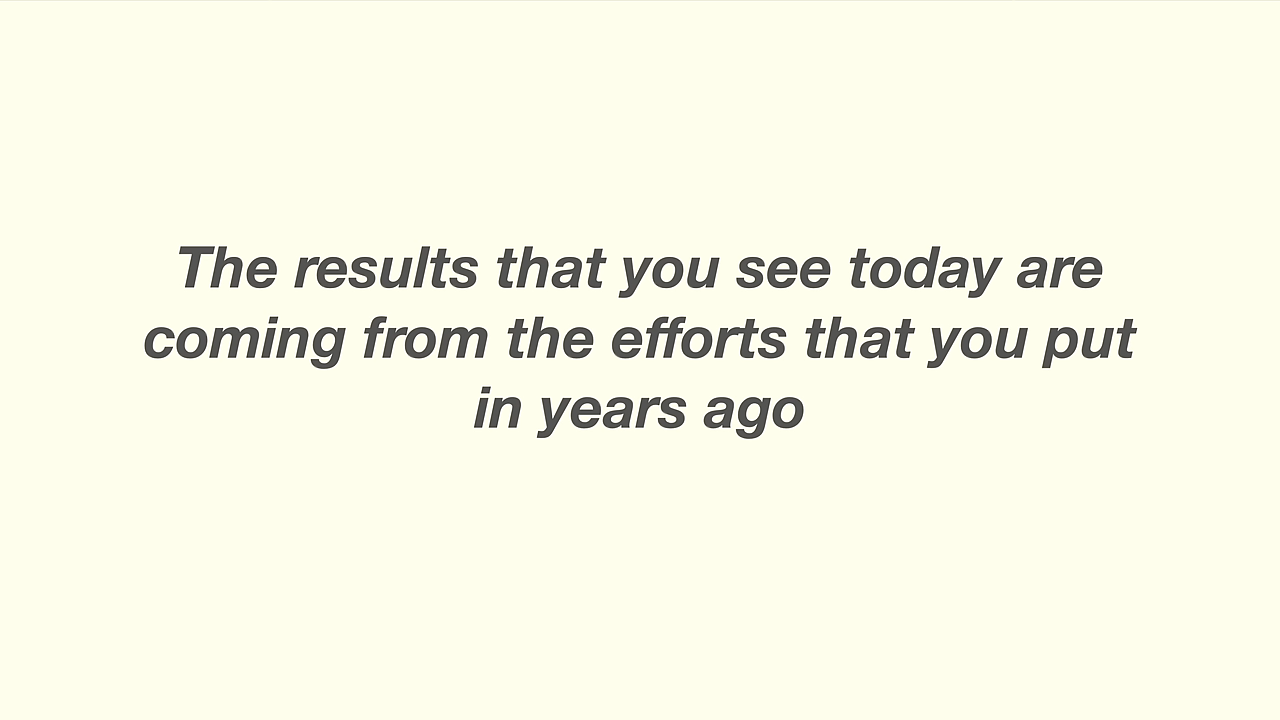 The results that you see today are
coming from the efforts that you put
in years ago